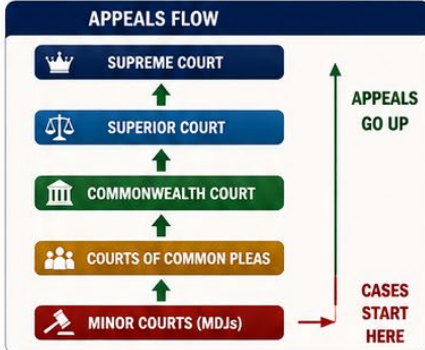 APPEALS FLOW
SUPREME COURT
SUPERIOR COURT
COMMONWEALTH COURT
COURTS OF COMMON PLEAS
MINOR COURTS (MDJs)
APPEALS
GO UP
CASES
START
HERE